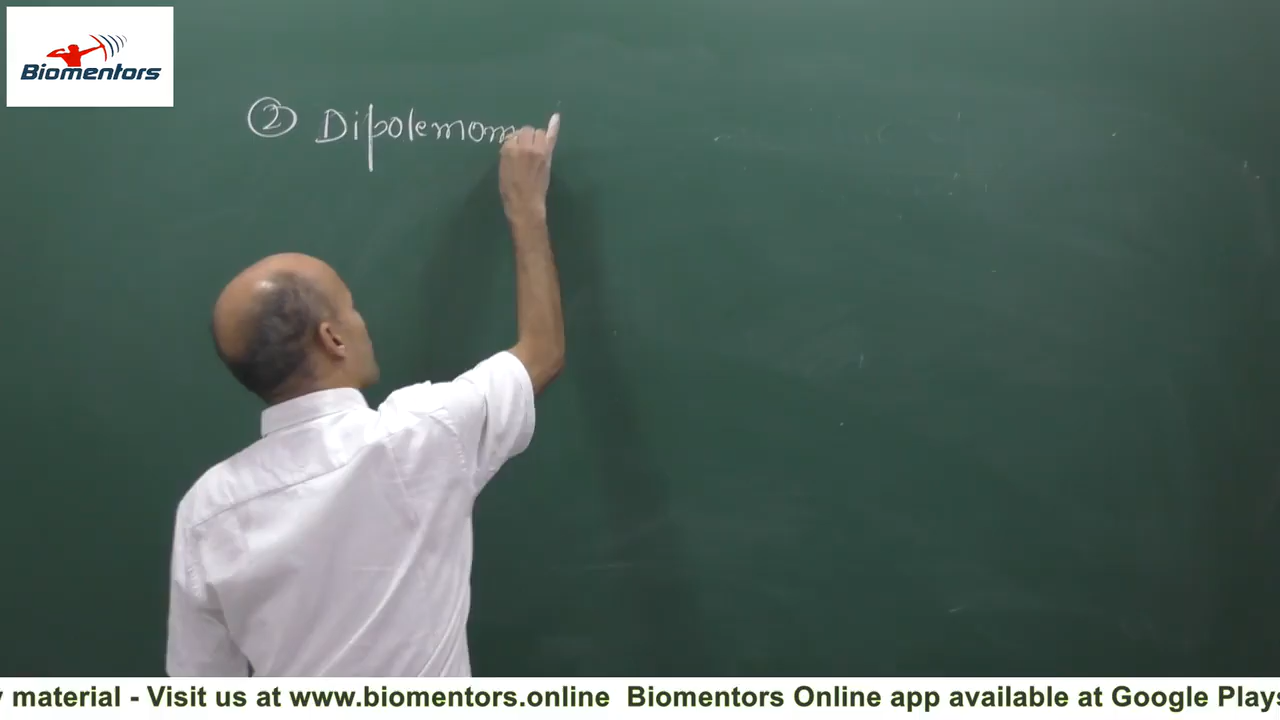 Biomentors
② Dipolemom
y material - Visit us at www.biomentors.online Biomentors Online app available at Google Plays